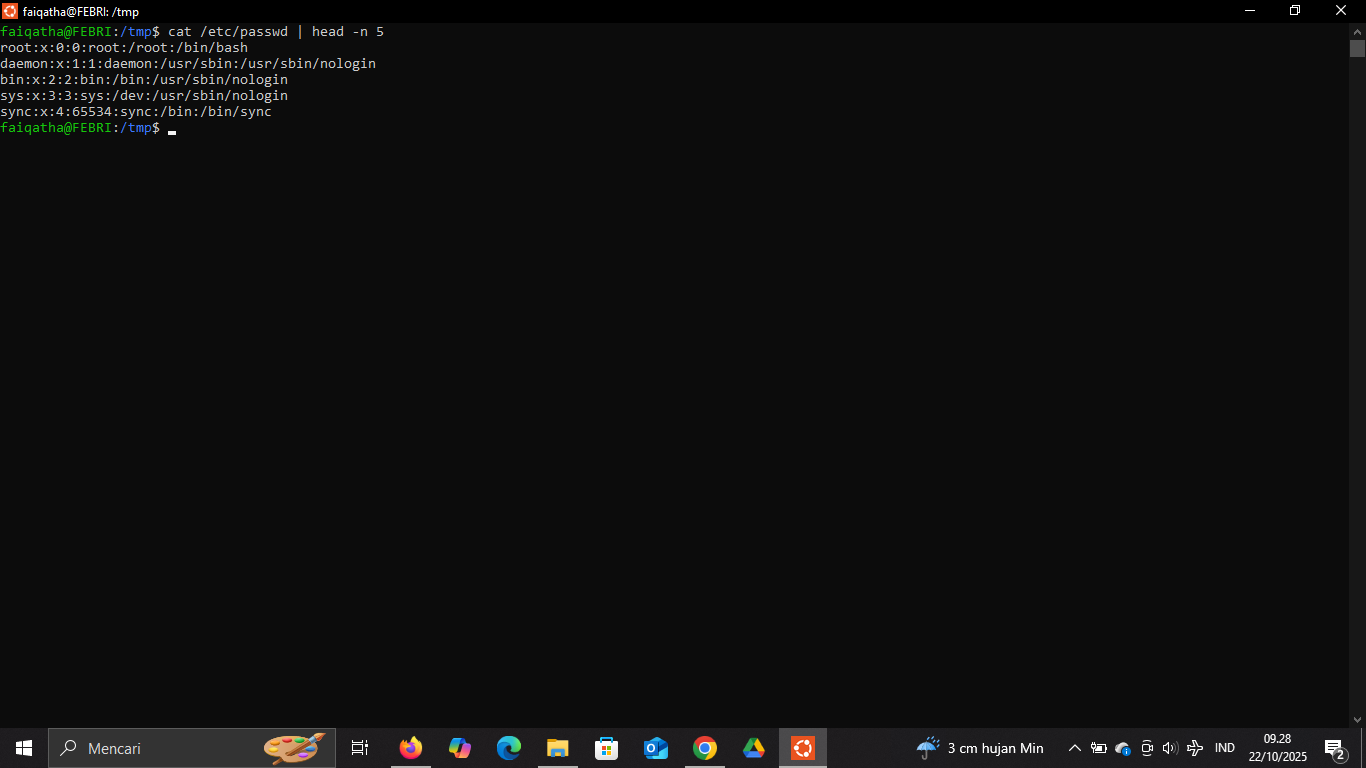 faiqatha@FEBRI: /tmp
faiqatha@FEBRI:/tmp$ cat /etc/passwd | head -n 5
root:x:0:0:root:/root:/bin/bash
daemon:x:1:1:daemon:/usr/sbin:/usr/sbin/nologin
bin:x:2:2:bin:/bin:/usr/sbin/nologin
sys:x:3:3:sys:/dev:/usr/sbin/nologin
sync:x:4:65534:sync:/bin:/bin/sync
faiqatha@FEBRI:/tmp$
Mencari
3 cm hujan Min
IND
09.28
22/10/2025
2